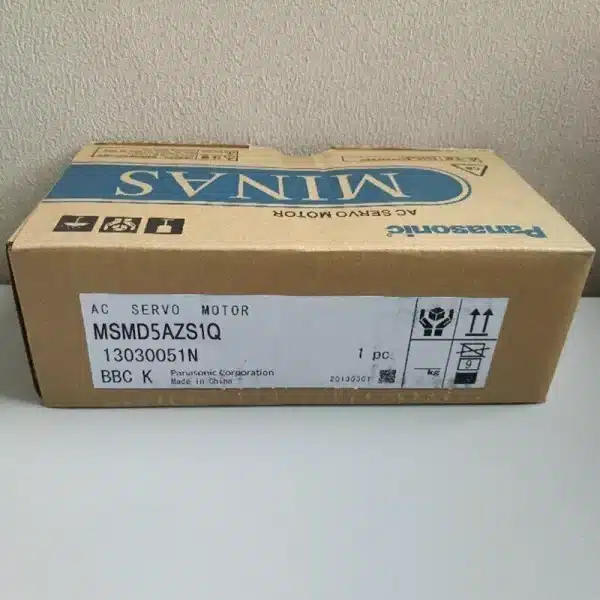 MINAS
AC SERVO MOTOR
Panasonic
AC SERVO MOTOR
MSMD5AZS1Q
13030051N
1 pc.
BBC K
Panasonic Corporation
Made in China
20130301
kg
9